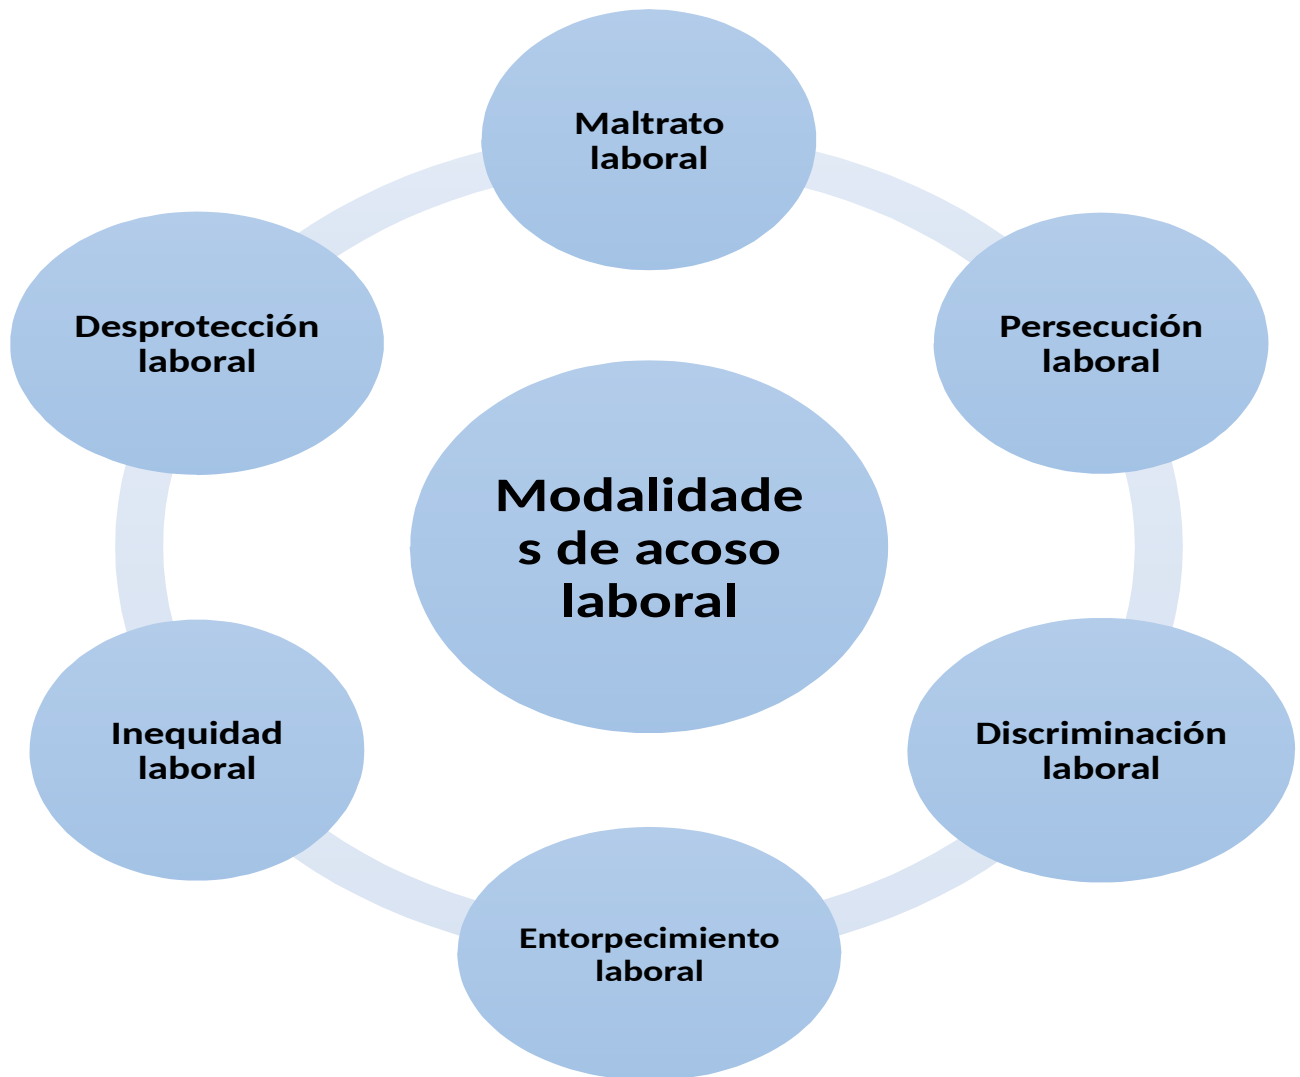 Maltrato
laboral
Persecución
laboral
Discriminación
laboral
Entorpecimiento
laboral
Inequidad
laboral
Desprotección
laboral
Modalidade
s de acoso
laboral